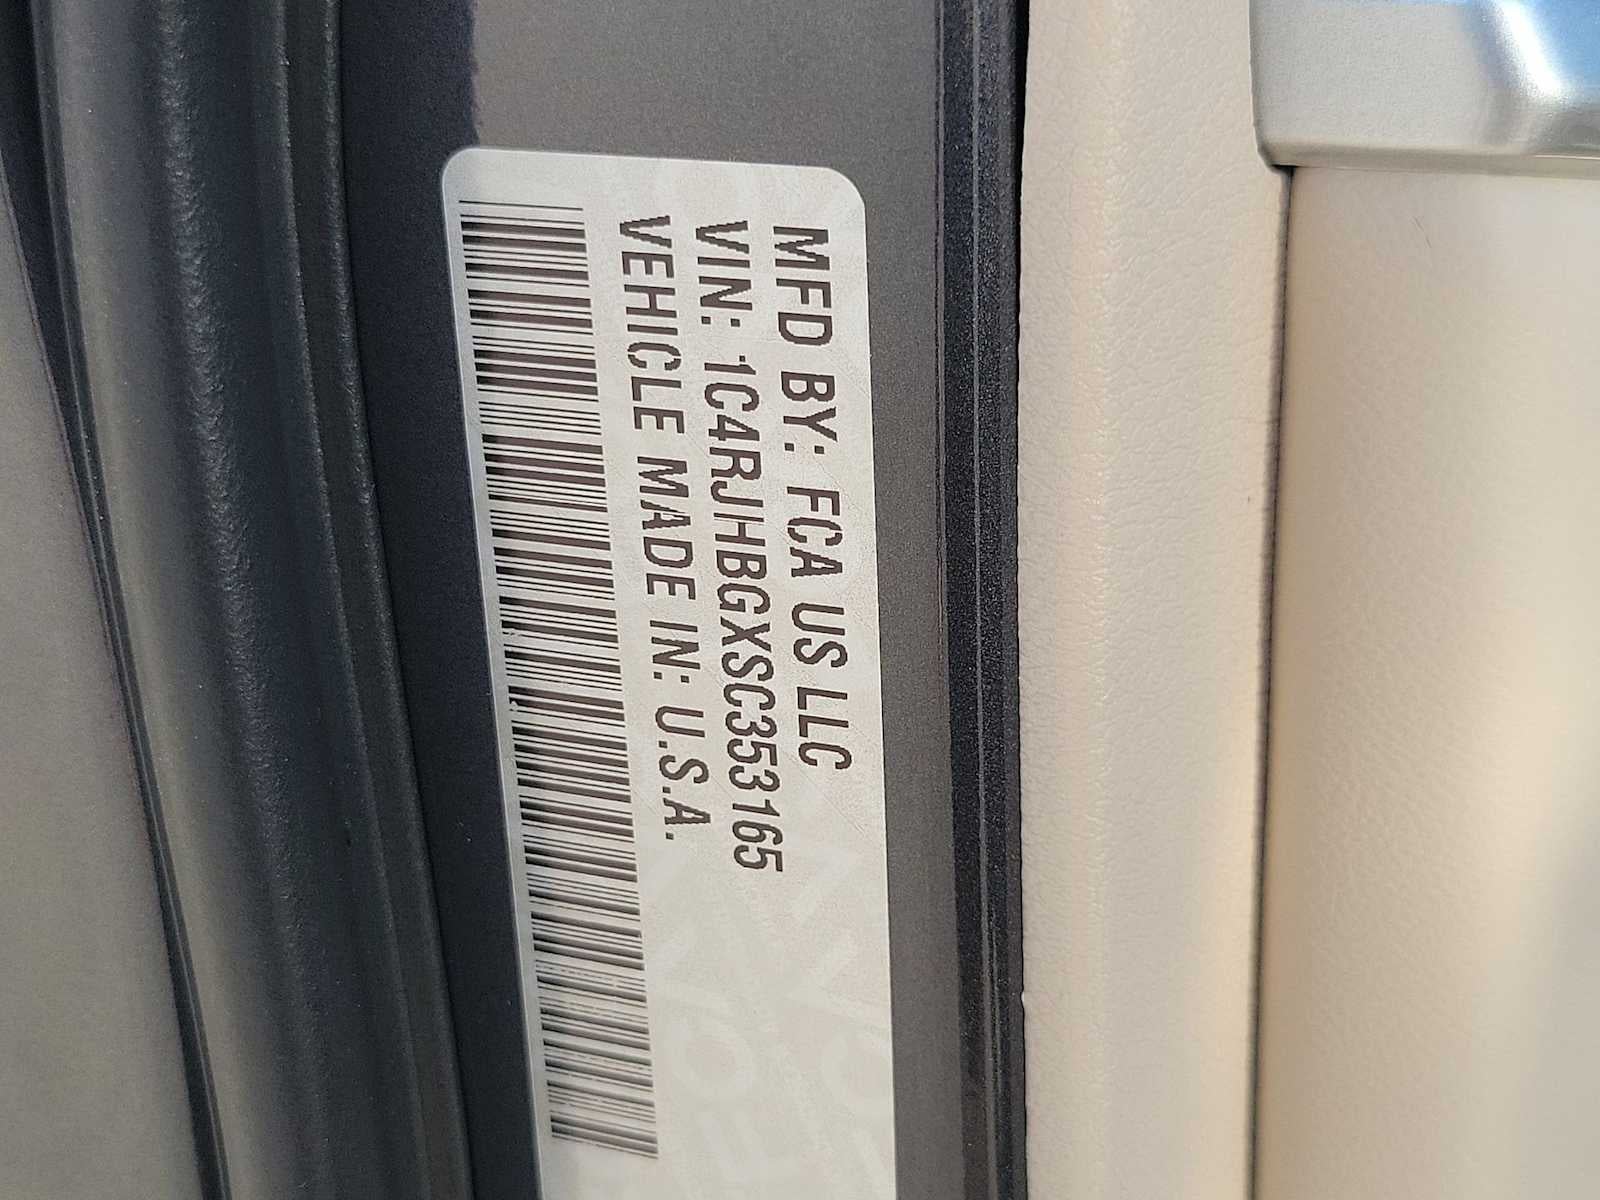 MFD BY: FCA US LLC
VIN: 1C4RJHBGXSC353165
VEHICLE MADE IN: U.S.A.